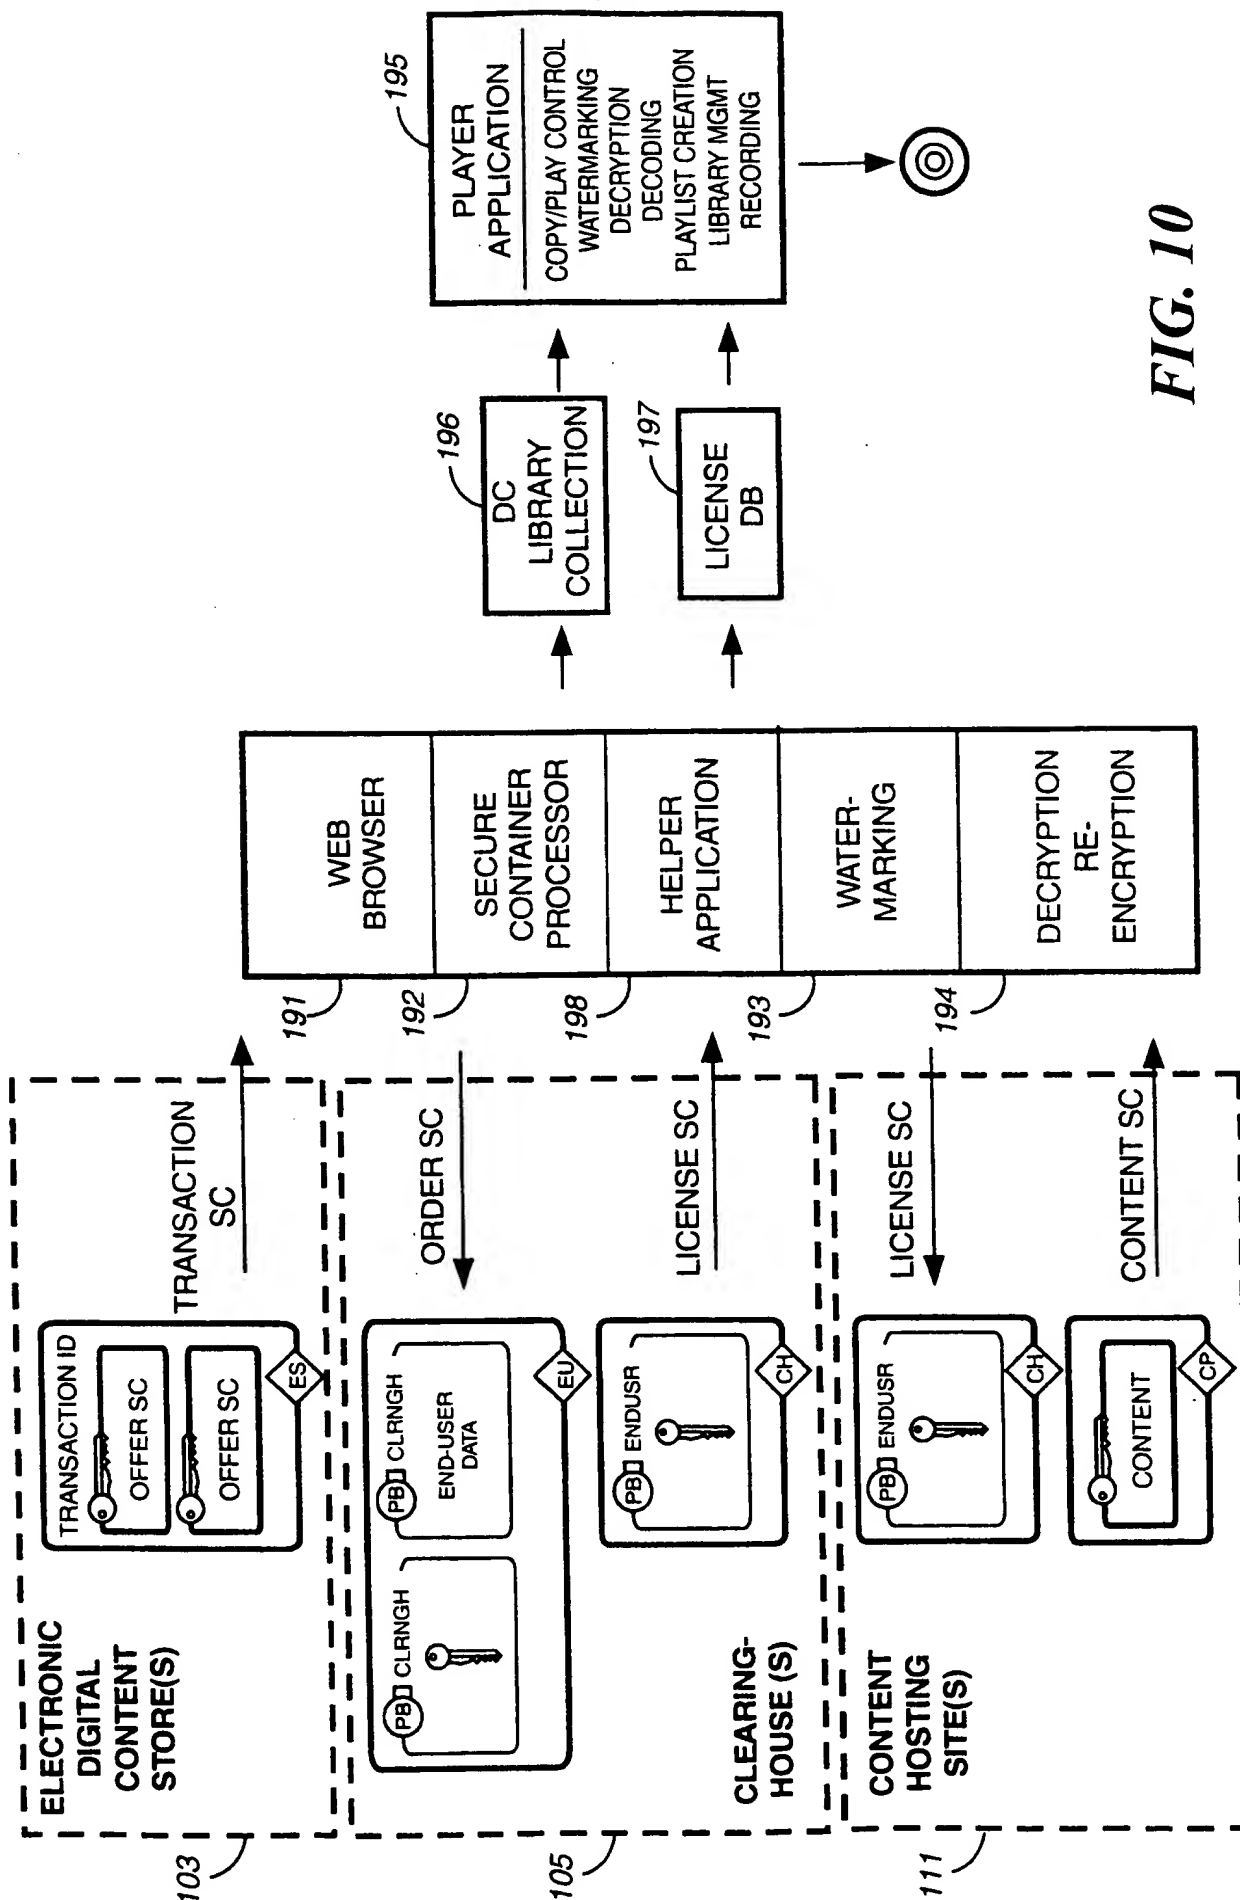 103
ELECTRONIC
DIGITAL
CONTENT
STORE(S)
TRANSACTION ID
OFFER SC
OFFER SC
ES
TRANSACTION
SC
105
CLEARING-
HOUSE (S)
PB CLRNGH
PB CLRNGH
END-USER
DATA
EU
ORDER SC
PB ENDUSR
CH
LICENSE SC
111
CONTENT
HOSTING
SITE(S)
PB ENDUSR
CH
LICENSE SC
CONTENT
CP
CONTENT SC
191
WEB
BROWSER
192
SECURE
CONTAINER
PROCESSOR
198
HELPER
APPLICATION
193
WATER-
MARKING
194
DECRYPTION
RE-
ENCRYPTION
196
DC
LIBRARY
COLLECTION
197
LICENSE
DB
195
PLAYER
APPLICATION
COPY/PLAY CONTROL
WATERMARKING
DECRYPTION
DECODING
PLAYLIST CREATION
LIBRARY MGMT
RECORDING
FIG. 10